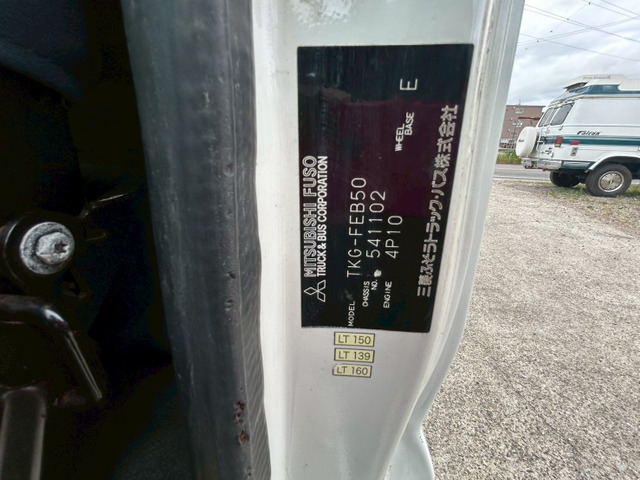 MITSUBISHI FUSO
TRUCK & BUS CORPORATION
MODEL TKG-FEB50
CHASSIS NO. 541102
ENGINE 4P10
WHEEL BASE E
三菱ふそうトラック・バス株式会社
LT 150
LT 139
LT 160
Falcon